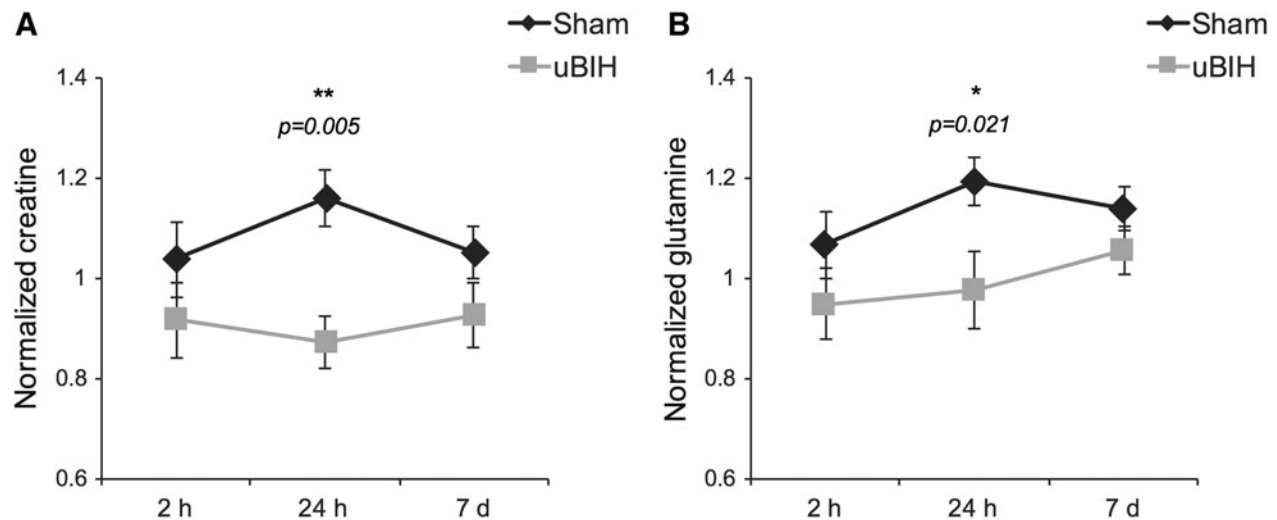 A
Sham
uBIH
Normalized creatine
1.4
1.2
1
0.8
0.6
**
p=0.005
2 h 24 h 7 d
B
Sham
uBIH
Normalized glutamine
1.4
1.2
1
0.8
0.6
*
p=0.021
2 h 24 h 7 d